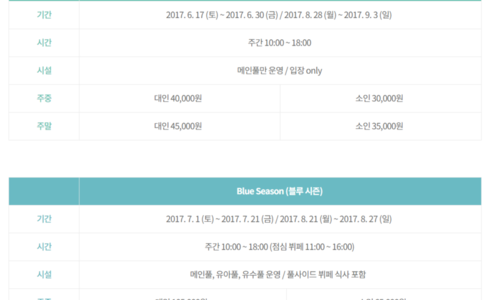 기간 2017. 6. 17 (토) ~ 2017. 6. 30 (금) / 2017. 8. 28 (월) ~ 2017. 9. 3 (일)
시간 주간 10:00 ~ 18:00
시설 메인풀만 운영 / 입장 only
주중 대인 40,000원 소인 30,000원
주말 대인 45,000원 소인 35,000원
Blue Season (블루 시즌)
기간 2017. 7. 1 (토) ~ 2017. 7. 21 (금) / 2017. 8. 21 (월) ~ 2017. 8. 27 (일)
시간 주간 10:00 ~ 18:00 (점심 뷔페 11:00 ~ 16:00)
시설 메인풀, 유아풀, 유수풀 운영 / 풀사이드 뷔페 식사 포함